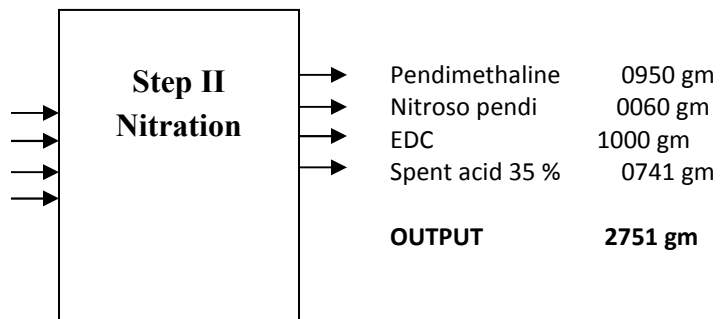 Step II
Nitration
Pendimethaline 0950 gm
Nitroso pendi 0060 gm
EDC 1000 gm
Spent acid 35 % 0741 gm
OUTPUT 2751 gm